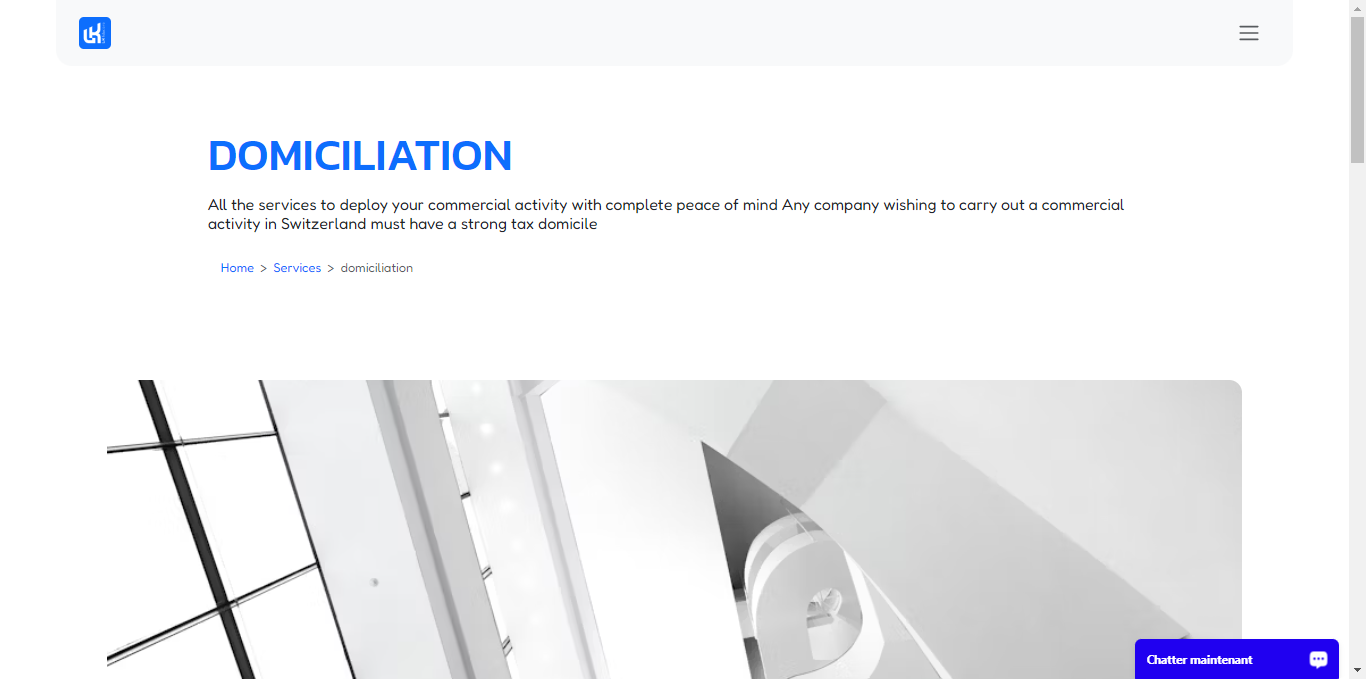 DOMICILIATION
All the services to deploy your commercial activity with complete peace of mind Any company wishing to carry out a commercial
activity in Switzerland must have a strong tax domicile
Home > Services > domiciliation
Chatter maintenant